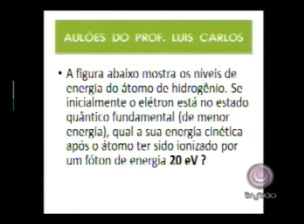 AULÕES DO PROF. LUIS CARLOS
• A figura abaixo mostra os níveis de
energia do átomo de hidrogênio. Se
inicialmente o elétron está no estado
quântico fundamental (de menor
energia), qual a sua energia cinética
após o átomo ter sido ionizado por
um fóton de energia 20 eV ?